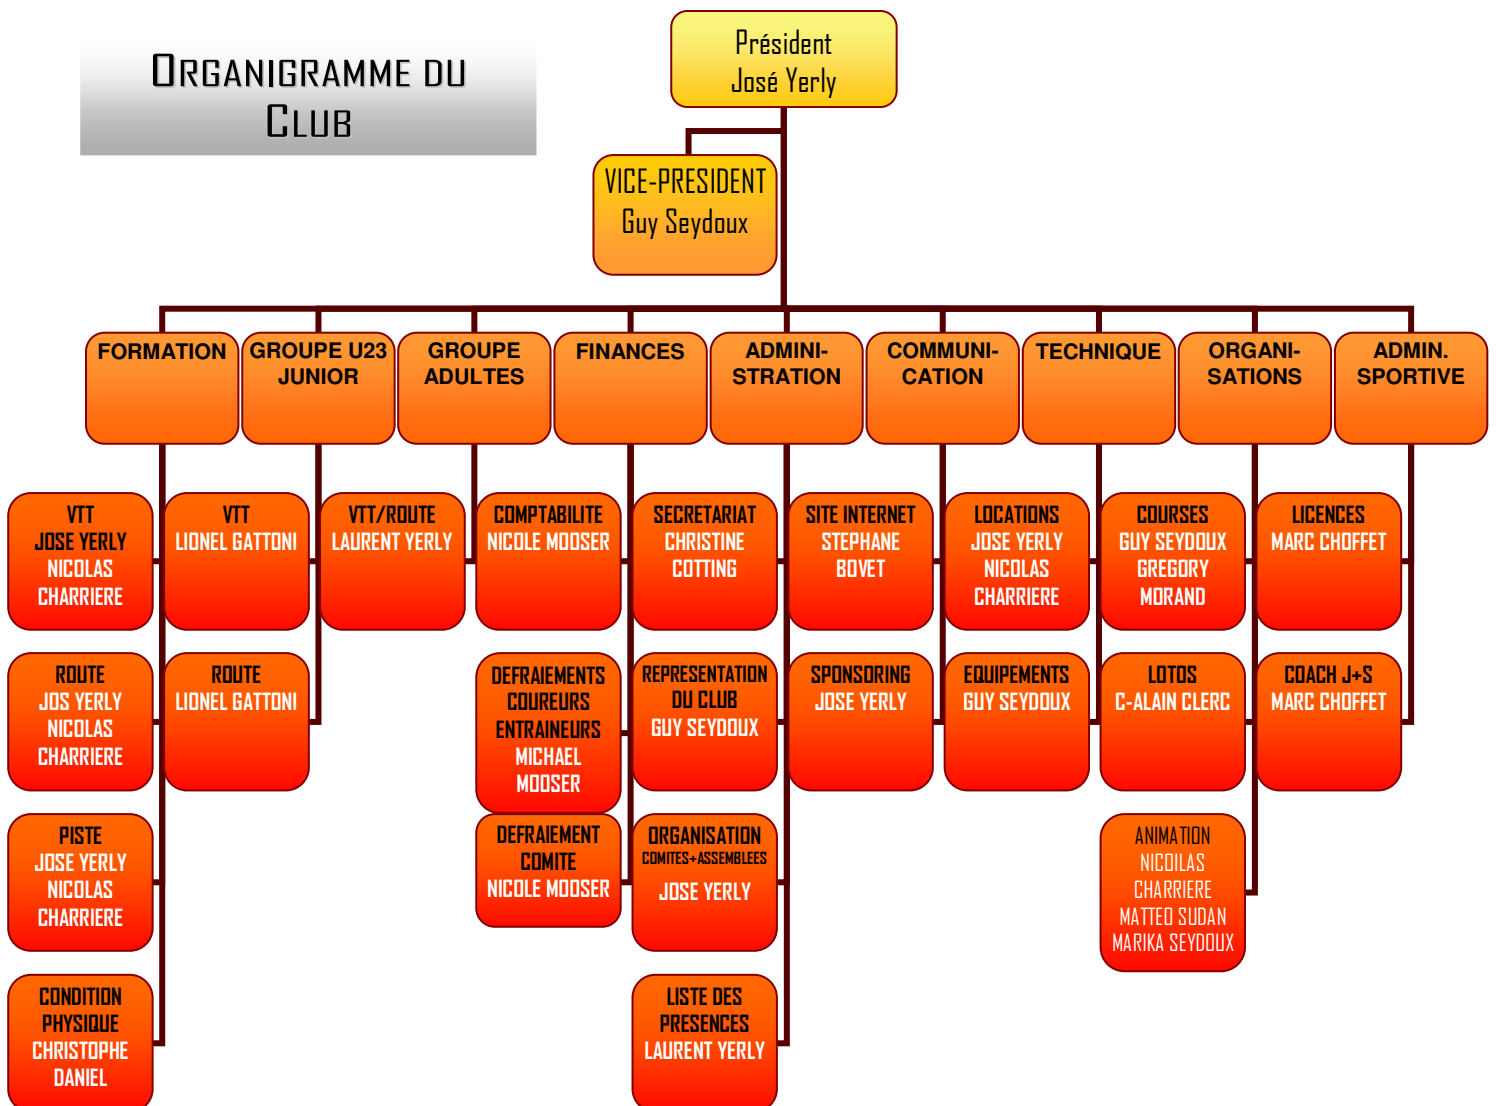 ORGANIGRAMME DU
CLUB
Président
José Yerly
VICE-PRESIDENT
Guy Seydoux
FORMATION
GROUPE U23
JUNIOR
GROUPE
ADULTES
FINANCES
ADMINI-
STRATION
COMMUNI-
CATION
TECHNIQUE
ORGANI-
SATIONS
ADMIN.
SPORTIVE
VTT
JOSE YERLY
NICOLAS
CHARRIERE
VTT
LIONEL GATTONI
VTT/ROUTE
LAURENT YERLY
COMPTABILITE
NICOLE MOOSER
SECRETARIAT
CHRISTINE
COTTING
SITE INTERNET
STEPHANE
BOVET
LOCATIONS
JOSE YERLY
NICOLAS
CHARRIERE
COURSES
GUY SEYDOUX
GREGORY
MORAND
LICENCES
MARC CHOFFET
ROUTE
JOS YERLY
NICOLAS
CHARRIERE
ROUTE
LIONEL GATTONI
DEFRAIEMENTS
COUREURS
ENTRAINEURS
MICHAEL
MOOSER
REPRESENTATION
DU CLUB
GUY SEYDOUX
SPONSORING
JOSE YERLY
EQUIPEMENTS
GUY SEYDOUX
LOTOS
C-ALAIN CLERC
COACH J+S
MARC CHOFFET
PISTE
JOSE YERLY
NICOLAS
CHARRIERE
DEFRAIEMENT
COMITE
NICOLE MOOSER
ORGANISATION
COMITES+ASSEMBLEES
JOSE YERLY
ANIMATION
NICOILAS
CHARRIERE
MATTEO SUDAN
MARIKA SEYDOUX
CONDITION
PHYSIQUE
CHRISTOPHE
DANIEL
LISTE DES
PRESENCES
LAURENT YERLY